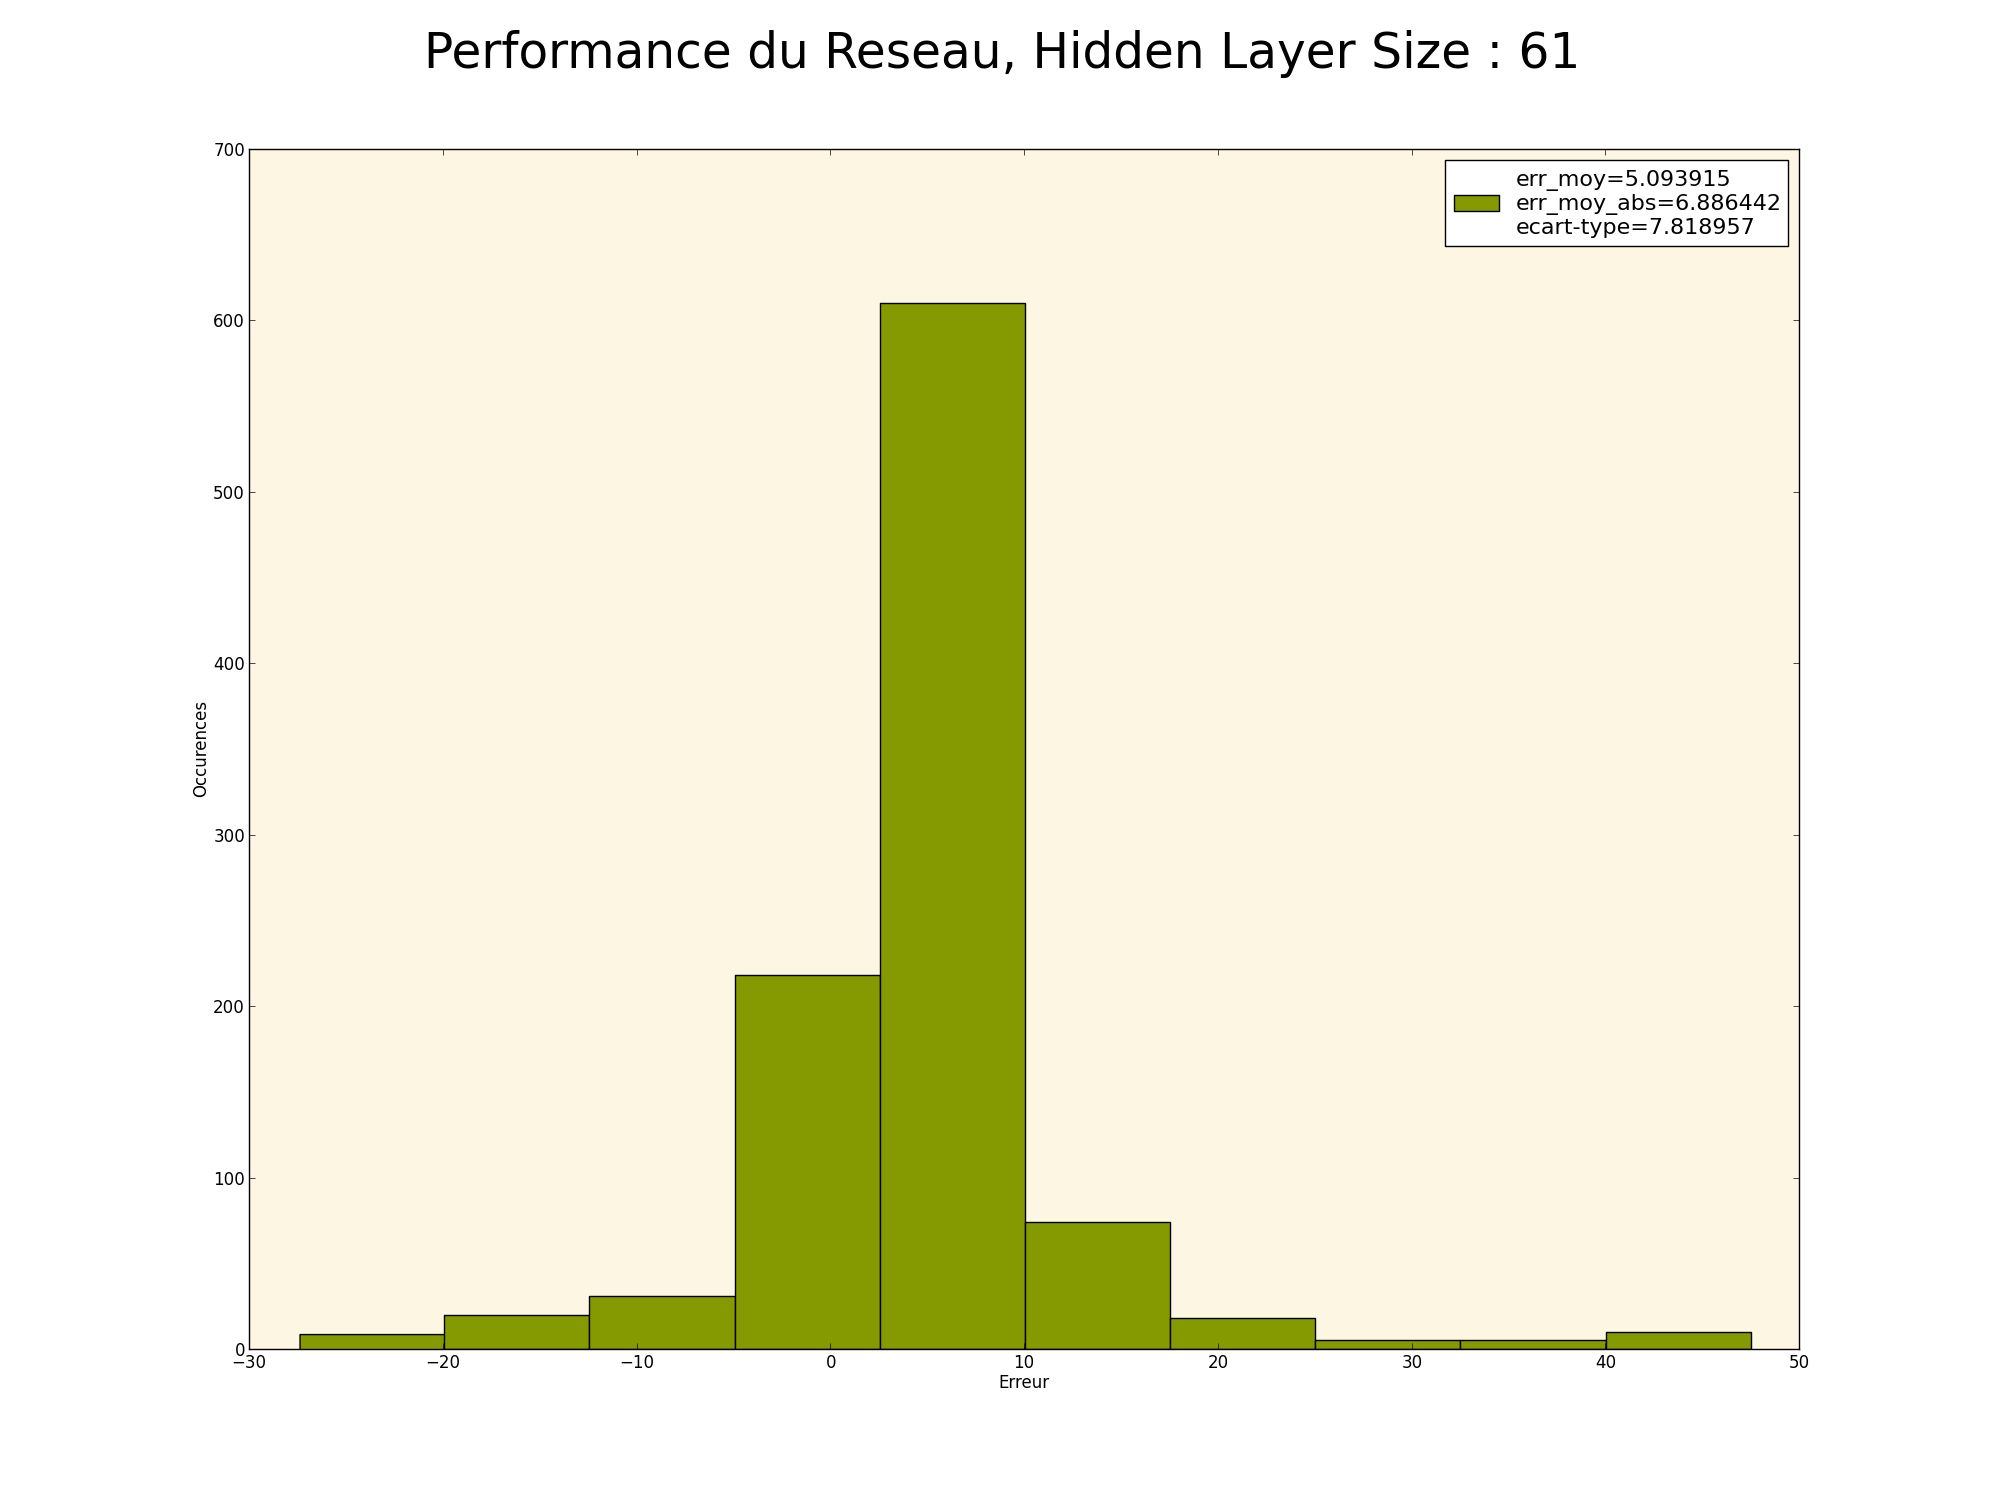 Performance du Reseau, Hidden Layer Size : 61
err_moy=5.093915
err_moy_abs=6.886442
ecart-type=7.818957
700
600
500
400
300
200
100
0
Occurences
−30 −20 −10 0 10 20 30 40 50
Erreur